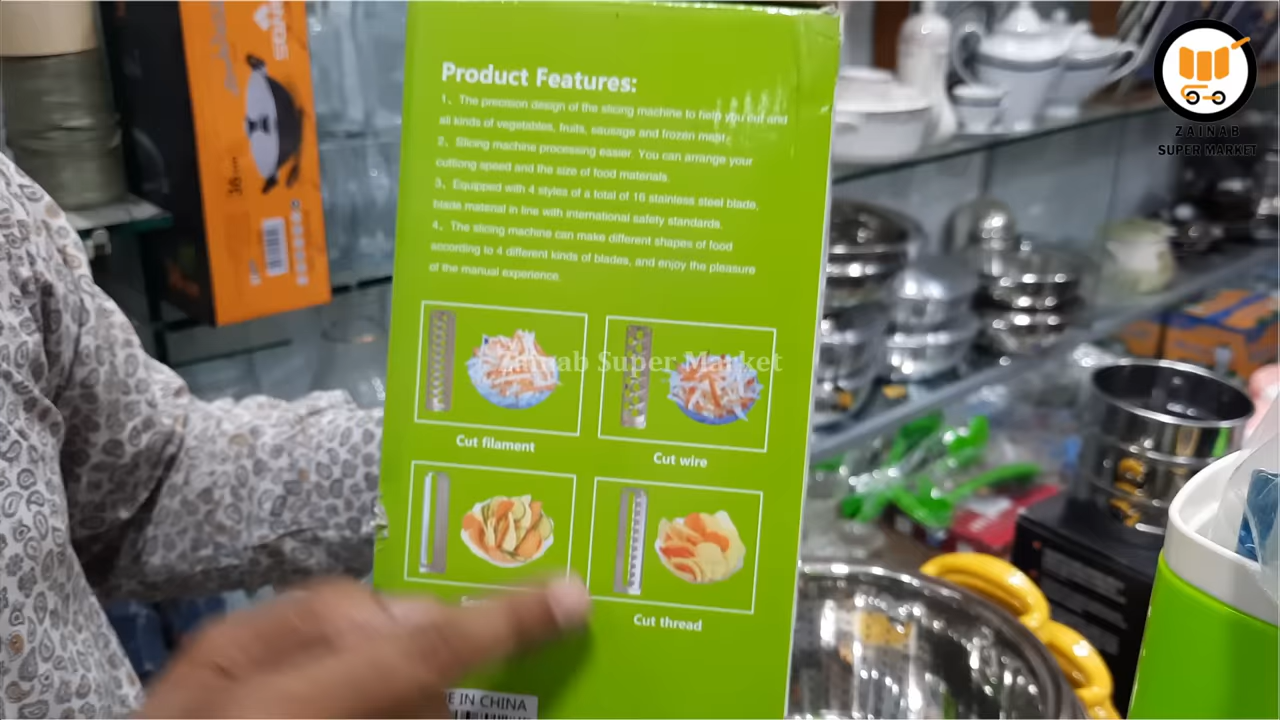 Product Features:
1、The precision design of the slicing machine to help you cut and
all kinds of vegetables, fruits, sausage and frozen meat.
2、Slicing machine processing easier. You can arrange your
cuttiong speed and the size of food materials.
3、Equipped with 4 styles of a total of 16 stainless steel blade,
blade material in line with international safety standards.
4、The slicing machine can make different shapes of food
according to 4 different kinds of blades, and enjoy the pleasure
of the manual experience.
Zainab Super Market
Cut filament
Cut wire
Cut thread
E IN CHINA
ZAINAB
SUPER MARKET